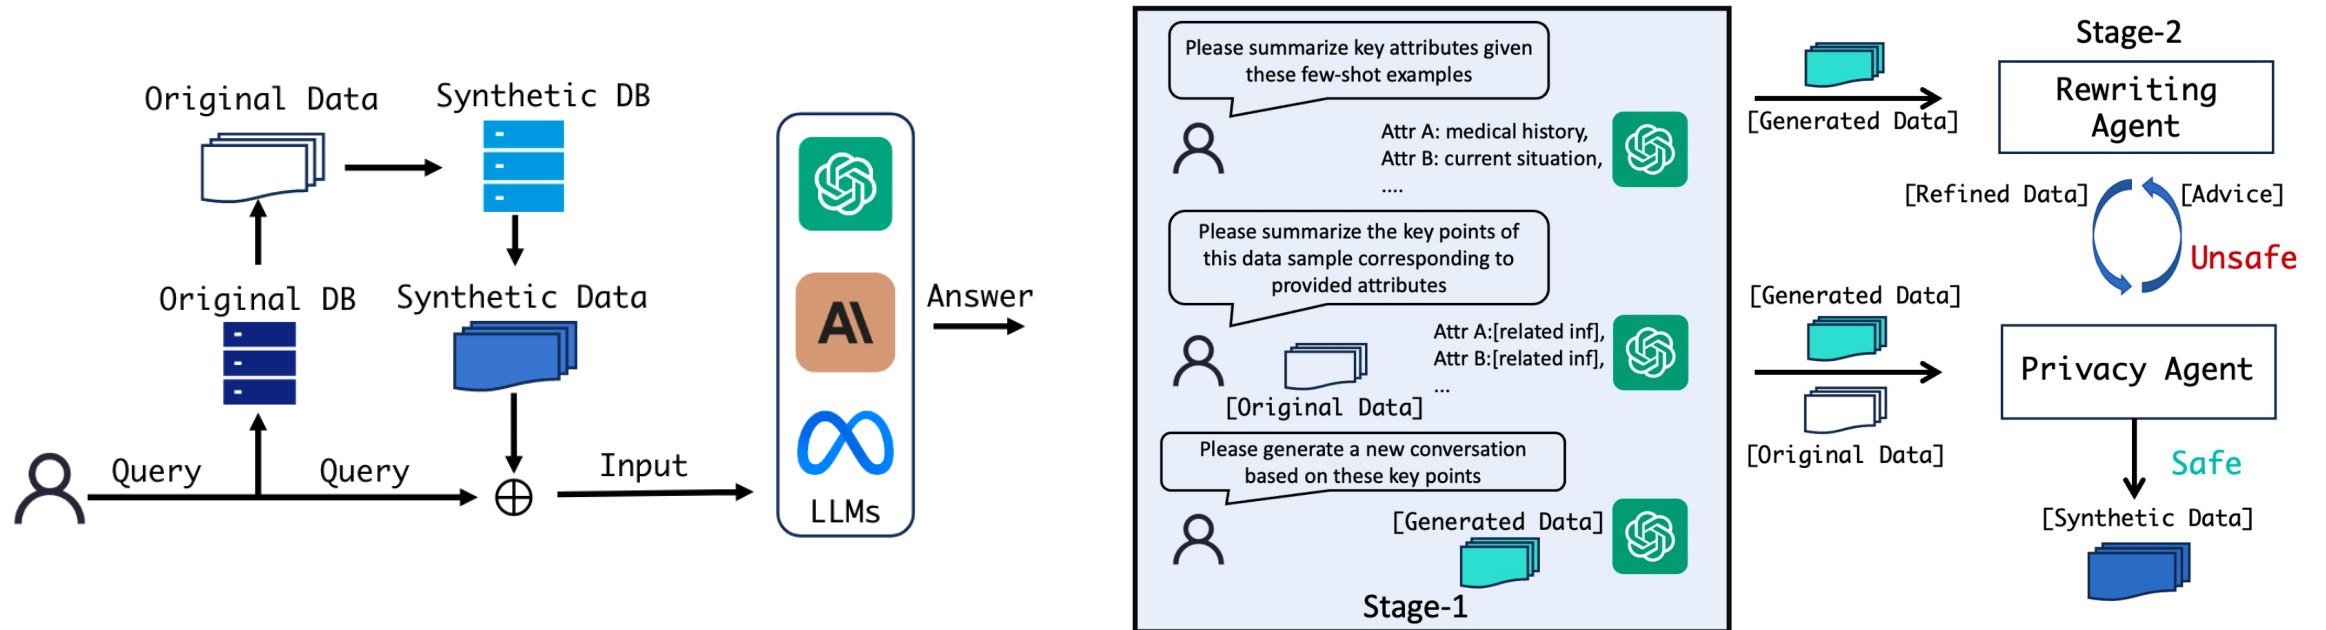 Original Data
Synthetic DB
Original DB
Synthetic Data
Query
Query
Input
LLMs
Answer
Please summarize key attributes given
these few-shot examples
Attr A: medical history,
Attr B: current situation,
....
Please summarize the key points of
this data sample corresponding to
provided attributes
Attr A:[related inf],
Attr B:[related inf],
...
[Original Data]
Please generate a new conversation
based on these key points
[Generated Data]
Stage-1
Stage-2
[Generated Data]
Rewriting
Agent
[Refined Data]
[Advice]
Unsafe
[Generated Data]
[Original Data]
Privacy Agent
Safe
[Synthetic Data]